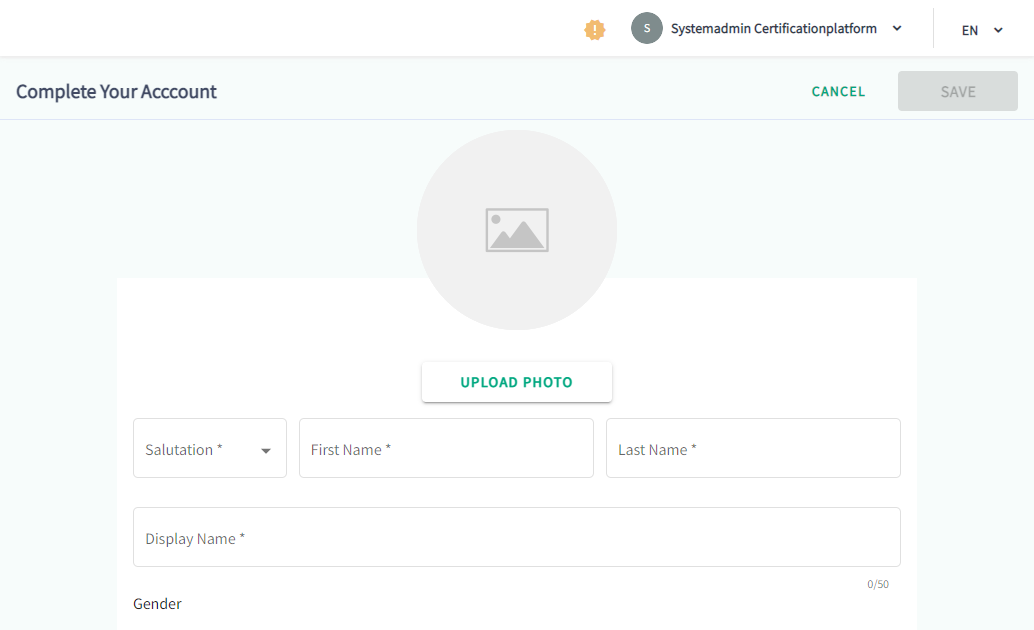 ! S Systemadmin Certificationplatform EN
Complete Your Acccount CANCEL SAVE
UPLOAD PHOTO
Salutation * First Name * Last Name *
Display Name *
0/50
Gender